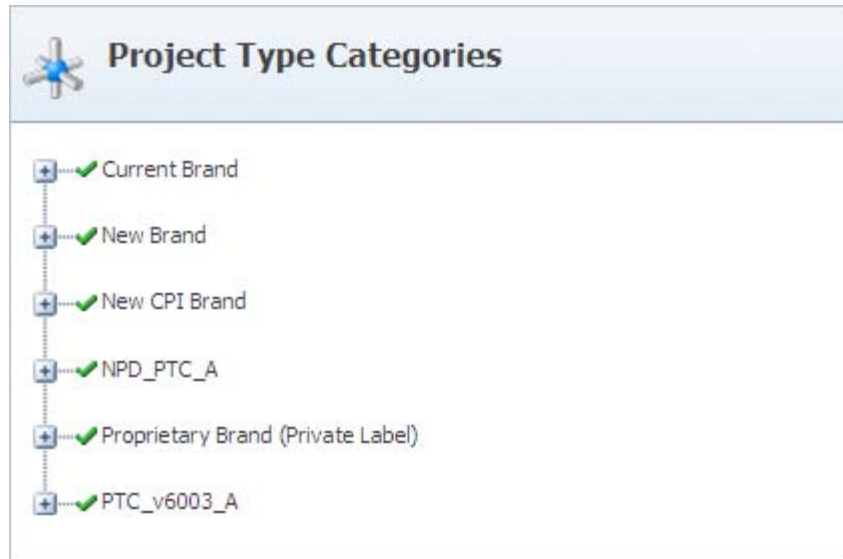 Project Type Categories
Current Brand
New Brand
New CPI Brand
NPD_PTC_A
Proprietary Brand (Private Label)
PTC_v6003_A